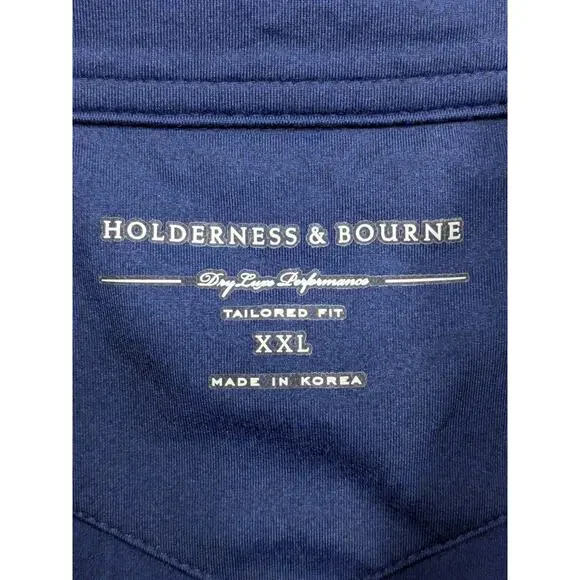 HOLDERNESS & BOURNE
Dry Luxe Performance
TAILORED FIT
XXL
MADE IN KOREA